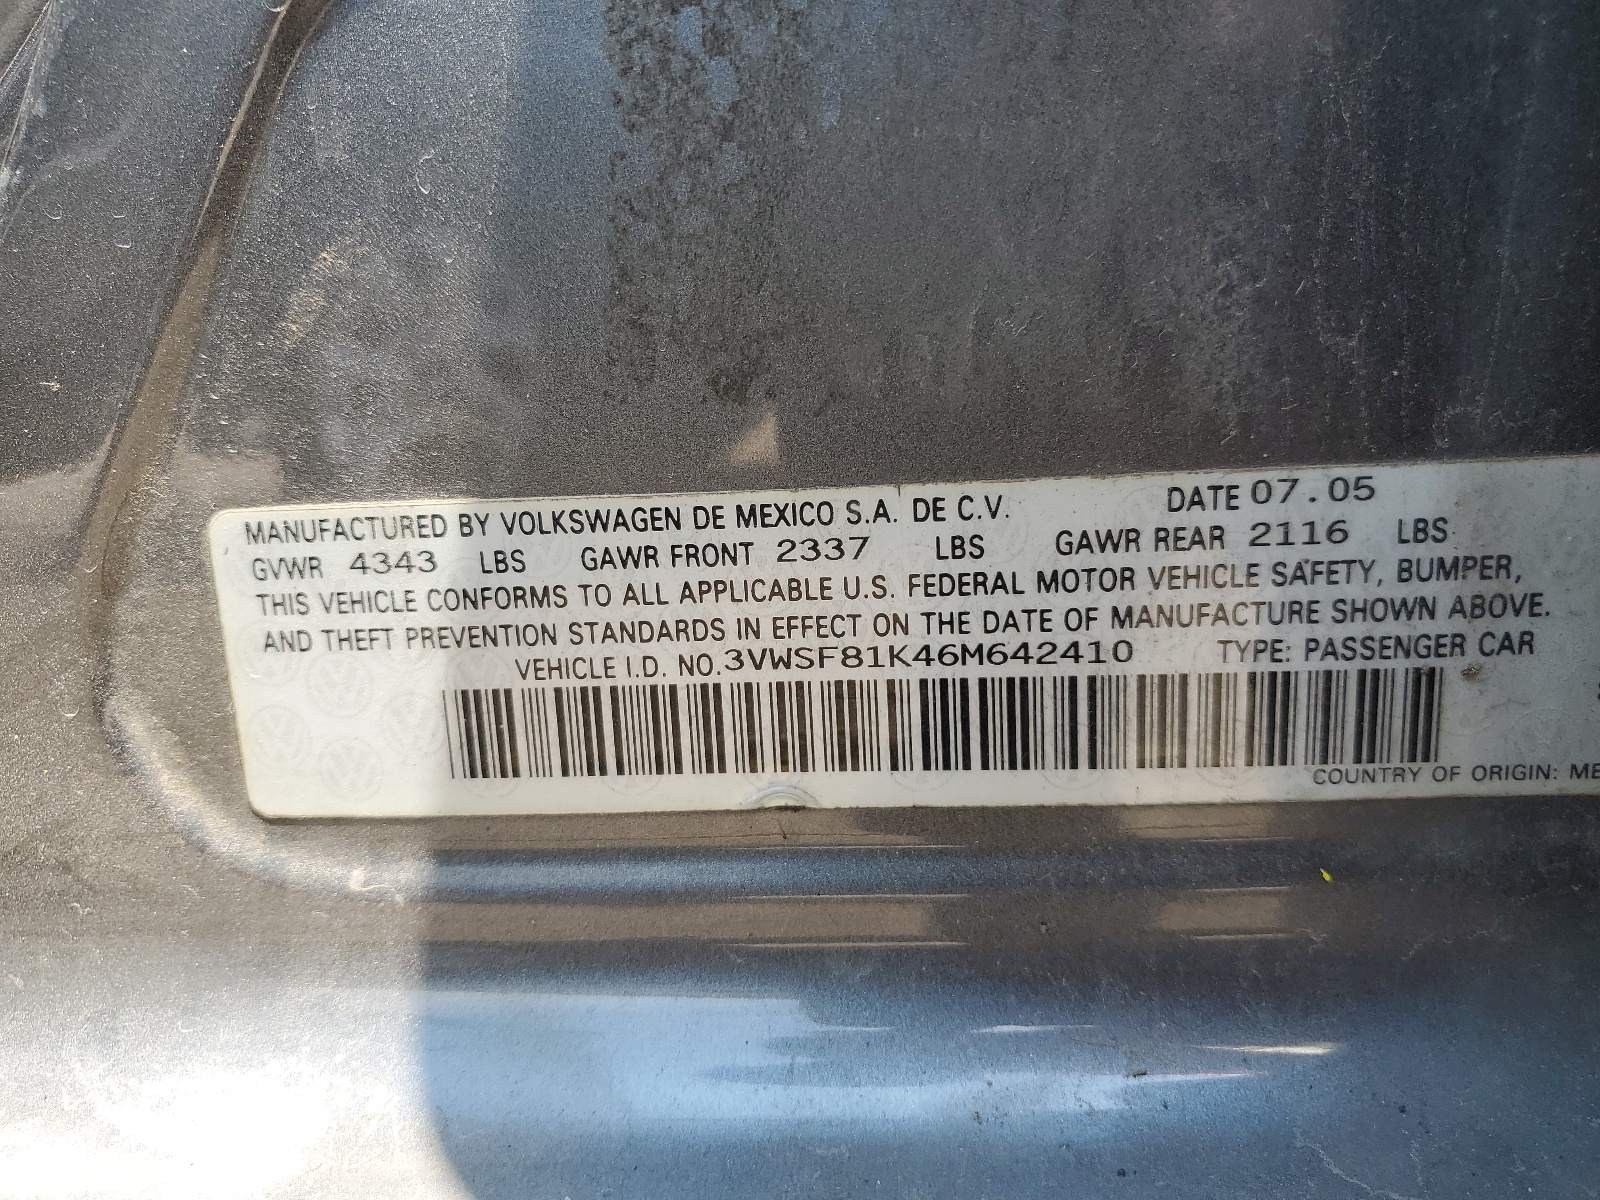 MANUFACTURED BY VOLKSWAGEN DE MEXICO S.A. DE C.V. DATE 07.05
GVWR 4343 LBS GAWR FRONT 2337 LBS GAWR REAR 2116 LBS
THIS VEHICLE CONFORMS TO ALL APPLICABLE U.S. FEDERAL MOTOR VEHICLE SAFETY, BUMPER,
AND THEFT PREVENTION STANDARDS IN EFFECT ON THE DATE OF MANUFACTURE SHOWN ABOVE.
VEHICLE I.D. NO.3VWSF81K46M642410 TYPE: PASSENGER CAR
COUNTRY OF ORIGIN: